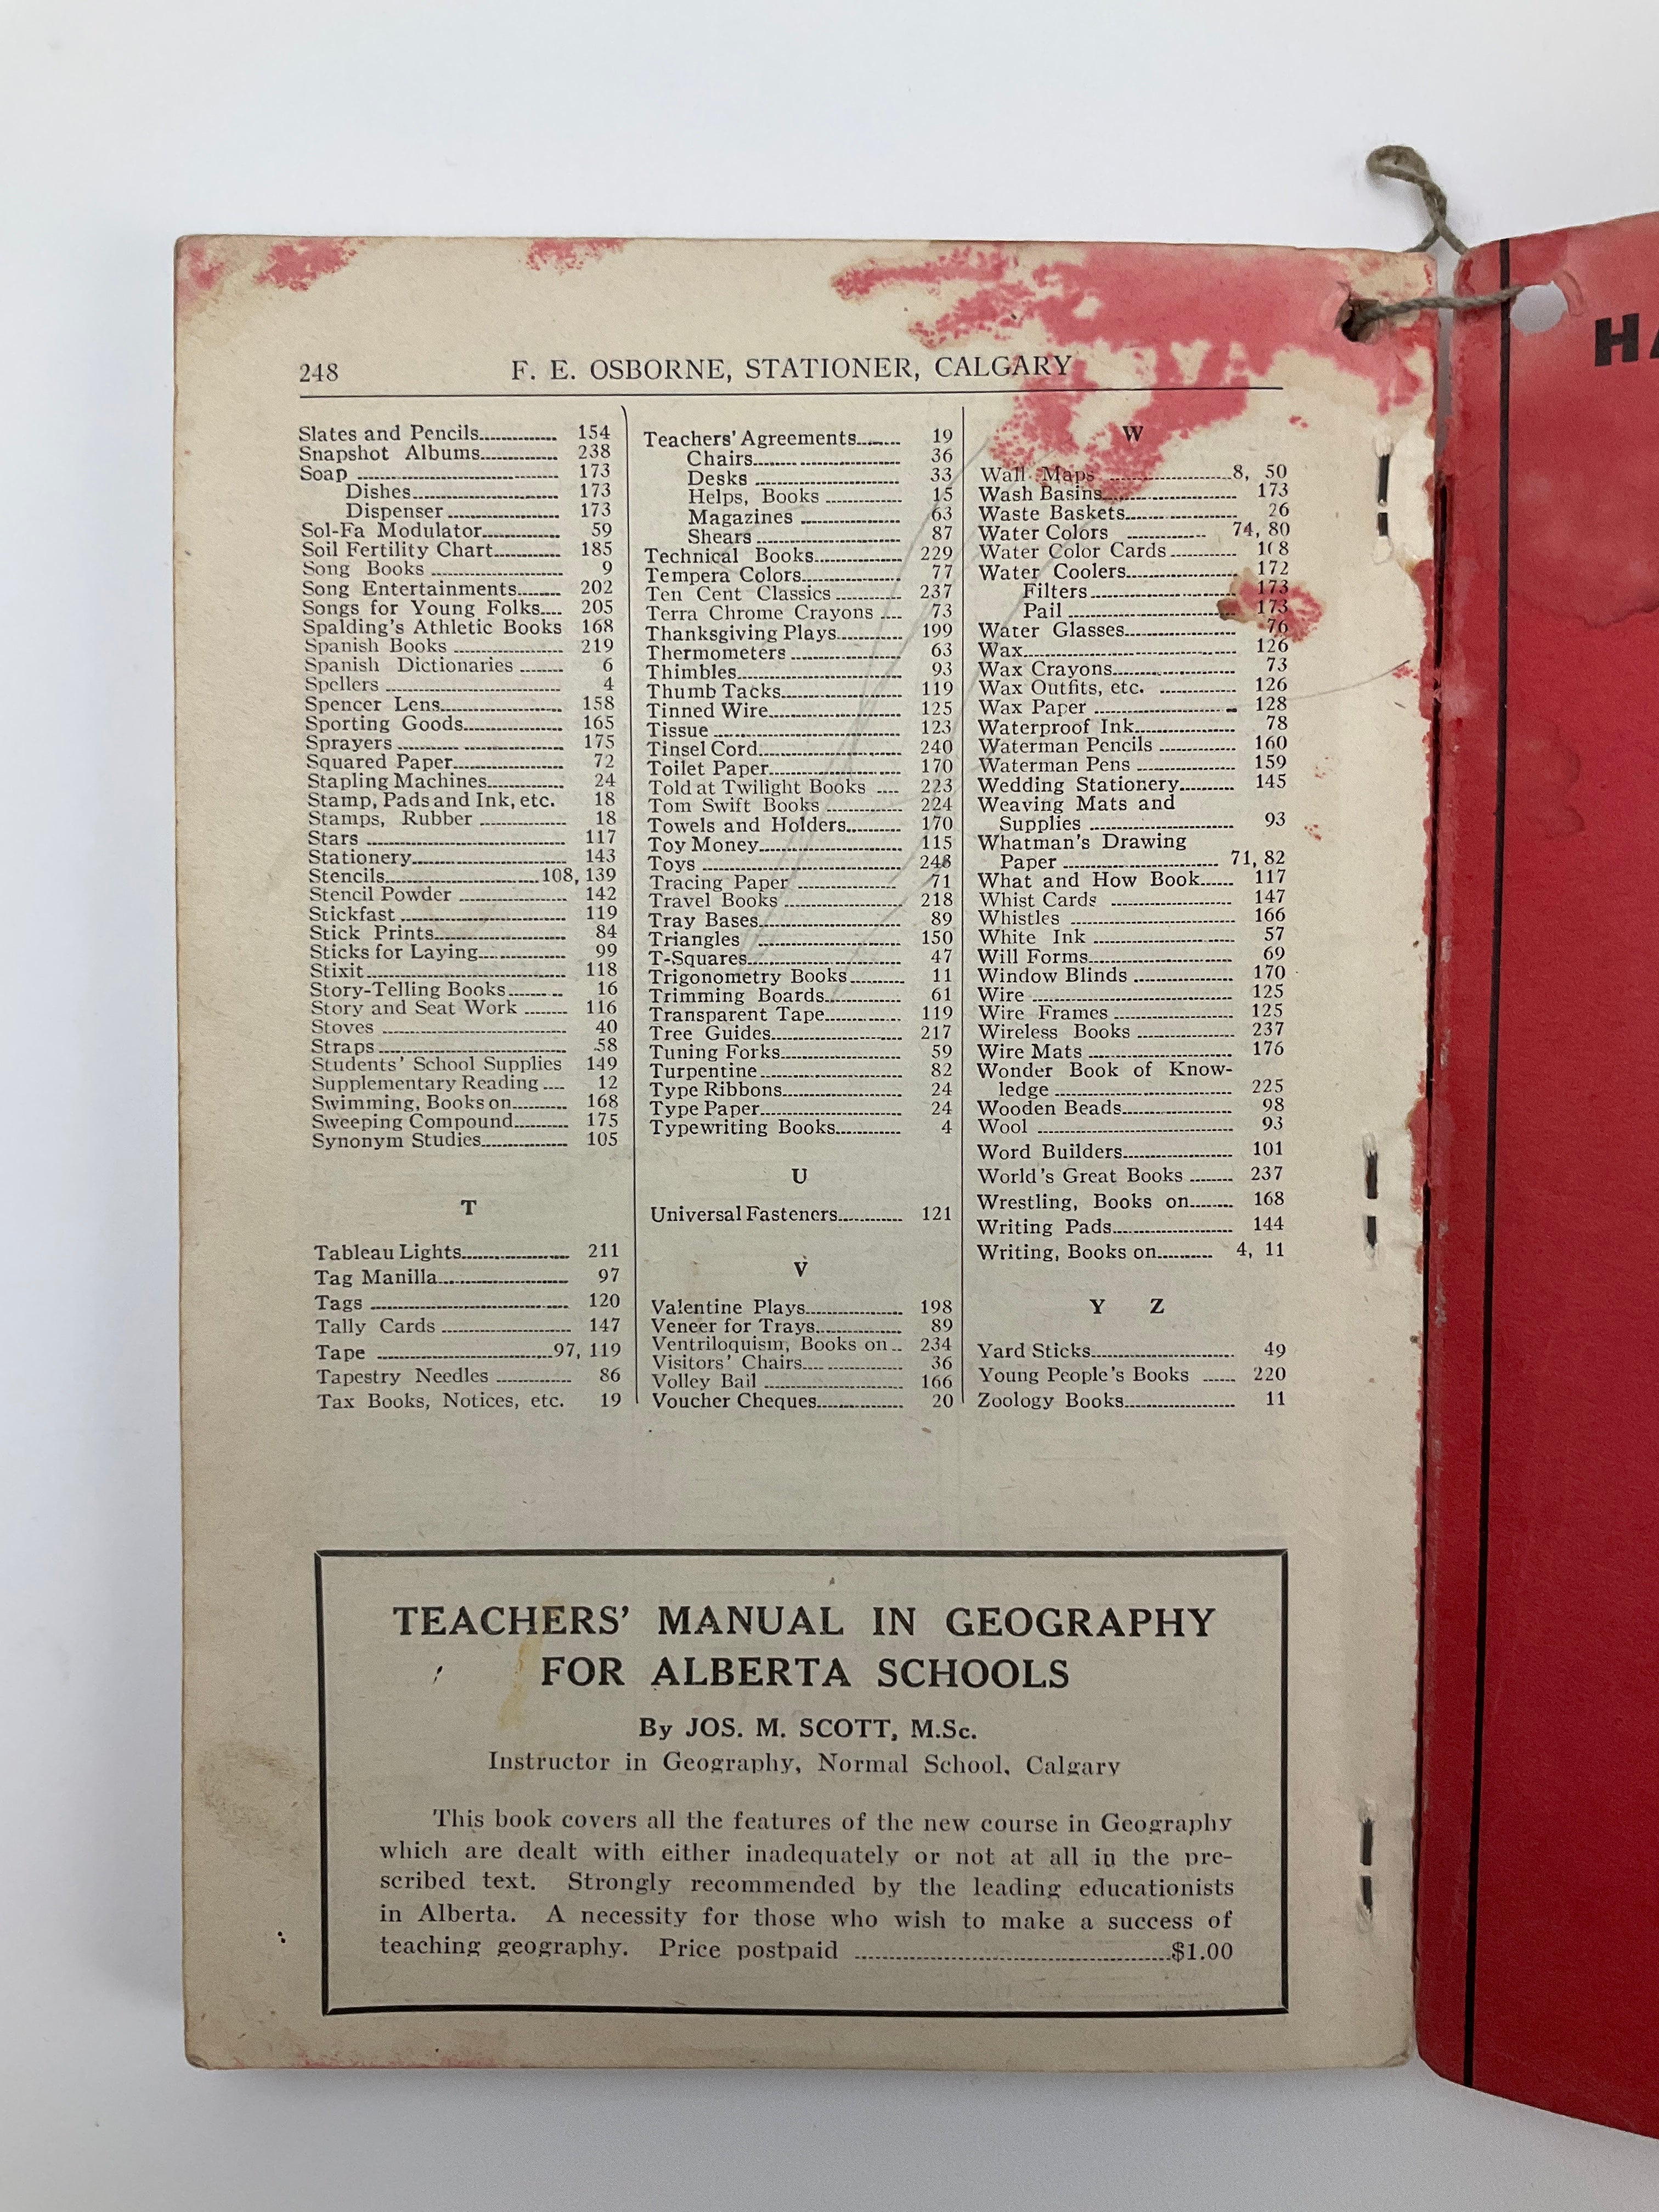 248 F. E. OSBORNE, STATIONER, CALGARY
Slates and Pencils 154
Snapshot Albums 238
Soap 173
Dishes 173
Dispenser 173
Sol-Fa Modulator 59
Soil Fertility Chart 185
Song Books 9
Song Entertainments 202
Songs for Young Folks 205
Spalding's Athletic Books 168
Spanish Books 219
Spanish Dictionaries 6
Spellers 4
Spencer Lens 158
Sporting Goods 165
Sprayers 175
Squared Paper 72
Stapling Machines 24
Stamp, Pads and Ink, etc. 18
Stamps, Rubber 18
Stars 117
Stationery 143
Stencils 108, 139
Stencil Powder 142
Stickfast 119
Stick Prints 84
Sticks for Laying 99
Stixit 118
Story-Telling Books 16
Story and Seat Work 116
Stoves 40
Straps 58
Students' School Supplies 149
Supplementary Reading 12
Swimming, Books on 168
Sweeping Compound 175
Synonym Studies 105
T
Tableau Lights 211
Tag Manilla 97
Tags 120
Tally Cards 147
Tape 97, 119
Tapestry Needles 86
Tax Books, Notices, etc. 19
Teachers' Agreements 19
Chairs 36
Desks 33
Helps, Books 15
Magazines 63
Shears 87
Technical Books 229
Tempera Colors 77
Ten Cent Classics 237
Terra Chrome Crayons 73
Thanksgiving Plays 199
Thermometers 63
Thimbles 93
Thumb Tacks 119
Tinned Wire 125
Tissue 123
Tinsel Cord 240
Toilet Paper 170
Told at Twilight Books 223
Tom Swift Books 224
Towels and Holders 170
Toy Money 115
Toys 248
Tracing Paper 71
Travel Books 218
Tray Bases 89
Triangles 150
T-Squares 47
Trigonometry Books 11
Trimming Boards 61
Transparent Tape 119
Tree Guides 217
Tuning Forks 59
Turpentine 82
Type Ribbons 24
Type Paper 24
Typewriting Books 4
U
Universal Fasteners 121
V
Valentine Plays 198
Veneer for Trays 89
Ventriloquism, Books on 234
Visitors' Chairs 36
Volley Bail 166
Voucher Cheques 20
W
Wall Maps 8, 50
Wash Basins 173
Waste Baskets 26
Water Colors 74, 80
Water Color Cards
Water Coolers 172
Filters 173
Pail 173
Water Glasses 76
Wax 126
Wax Crayons 73
Wax Outfits, etc. 126
Wax Paper 128
Waterproof Ink 78
Waterman Pencils 160
Waterman Pens 159
Wedding Stationery 145
Weaving Mats and
Supplies 93
Whatman's Drawing
Paper 71, 82
What and How Book 117
Whist Cards 147
Whistles 166
White Ink 57
Will Forms 69
Window Blinds 170
Wire 125
Wire Frames 125
Wireless Books 237
Wire Mats 176
Wonder Book of Know-
ledge 225
Wooden Beads 98
Wool 93
Word Builders 101
World's Great Books 237
Wrestling, Books on 168
Writing Pads 144
Writing, Books on 4, 11
Y Z
Yard Sticks 49
Young People's Books 220
Zoology Books 11
TEACHERS' MANUAL IN GEOGRAPHY
FOR ALBERTA SCHOOLS
By JOS. M. SCOTT, M.Sc.
Instructor in Geography, Normal School, Calgary
This book covers all the features of the new course in Geography
which are dealt with either inadequately or not at all in the pre-
scribed text. Strongly recommended by the leading educationists
in Alberta. A necessity for those who wish to make a success of
teaching geography. Price postpaid $1.00